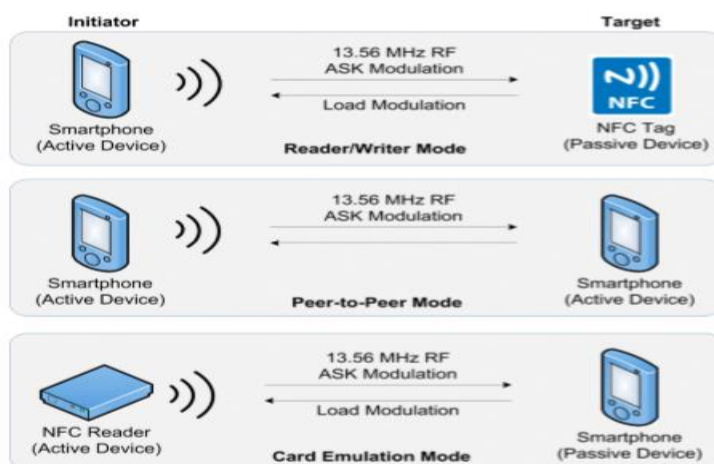 Initiator
Target
13.56 MHz RF
ASK Modulation
Load Modulation
Smartphone
(Active Device)
NFC
NFC Tag
(Passive Device)
Reader/Writer Mode
13.56 MHz RF
ASK Modulation
Smartphone
(Active Device)
Smartphone
(Active Device)
Peer-to-Peer Mode
13.56 MHz RF
ASK Modulation
Load Modulation
NFC Reader
(Active Device)
Smartphone
(Passive Device)
Card Emulation Mode